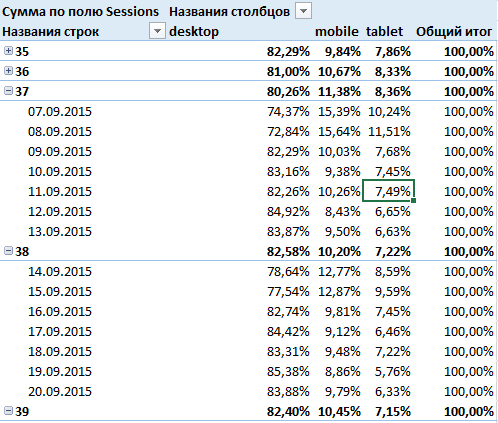 Сумма по полю Sessions Названия столбцов
Названия строк desktop mobile tablet Общий итог
35 82,29% 9,84% 7,86% 100,00%
36 81,00% 10,67% 8,33% 100,00%
37 80,26% 11,38% 8,36% 100,00%
07.09.2015 74,37% 15,39% 10,24% 100,00%
08.09.2015 72,84% 15,64% 11,51% 100,00%
09.09.2015 82,29% 10,03% 7,68% 100,00%
10.09.2015 83,16% 9,38% 7,45% 100,00%
11.09.2015 82,26% 10,26% 7,49% 100,00%
12.09.2015 84,92% 8,43% 6,65% 100,00%
13.09.2015 83,87% 9,50% 6,63% 100,00%
38 82,58% 10,20% 7,22% 100,00%
14.09.2015 78,64% 12,77% 8,59% 100,00%
15.09.2015 77,54% 12,87% 9,59% 100,00%
16.09.2015 82,74% 9,81% 7,45% 100,00%
17.09.2015 84,42% 9,12% 6,46% 100,00%
18.09.2015 83,31% 9,48% 7,22% 100,00%
19.09.2015 85,38% 8,86% 5,76% 100,00%
20.09.2015 83,88% 9,79% 6,33% 100,00%
39 82,40% 10,45% 7,15% 100,00%